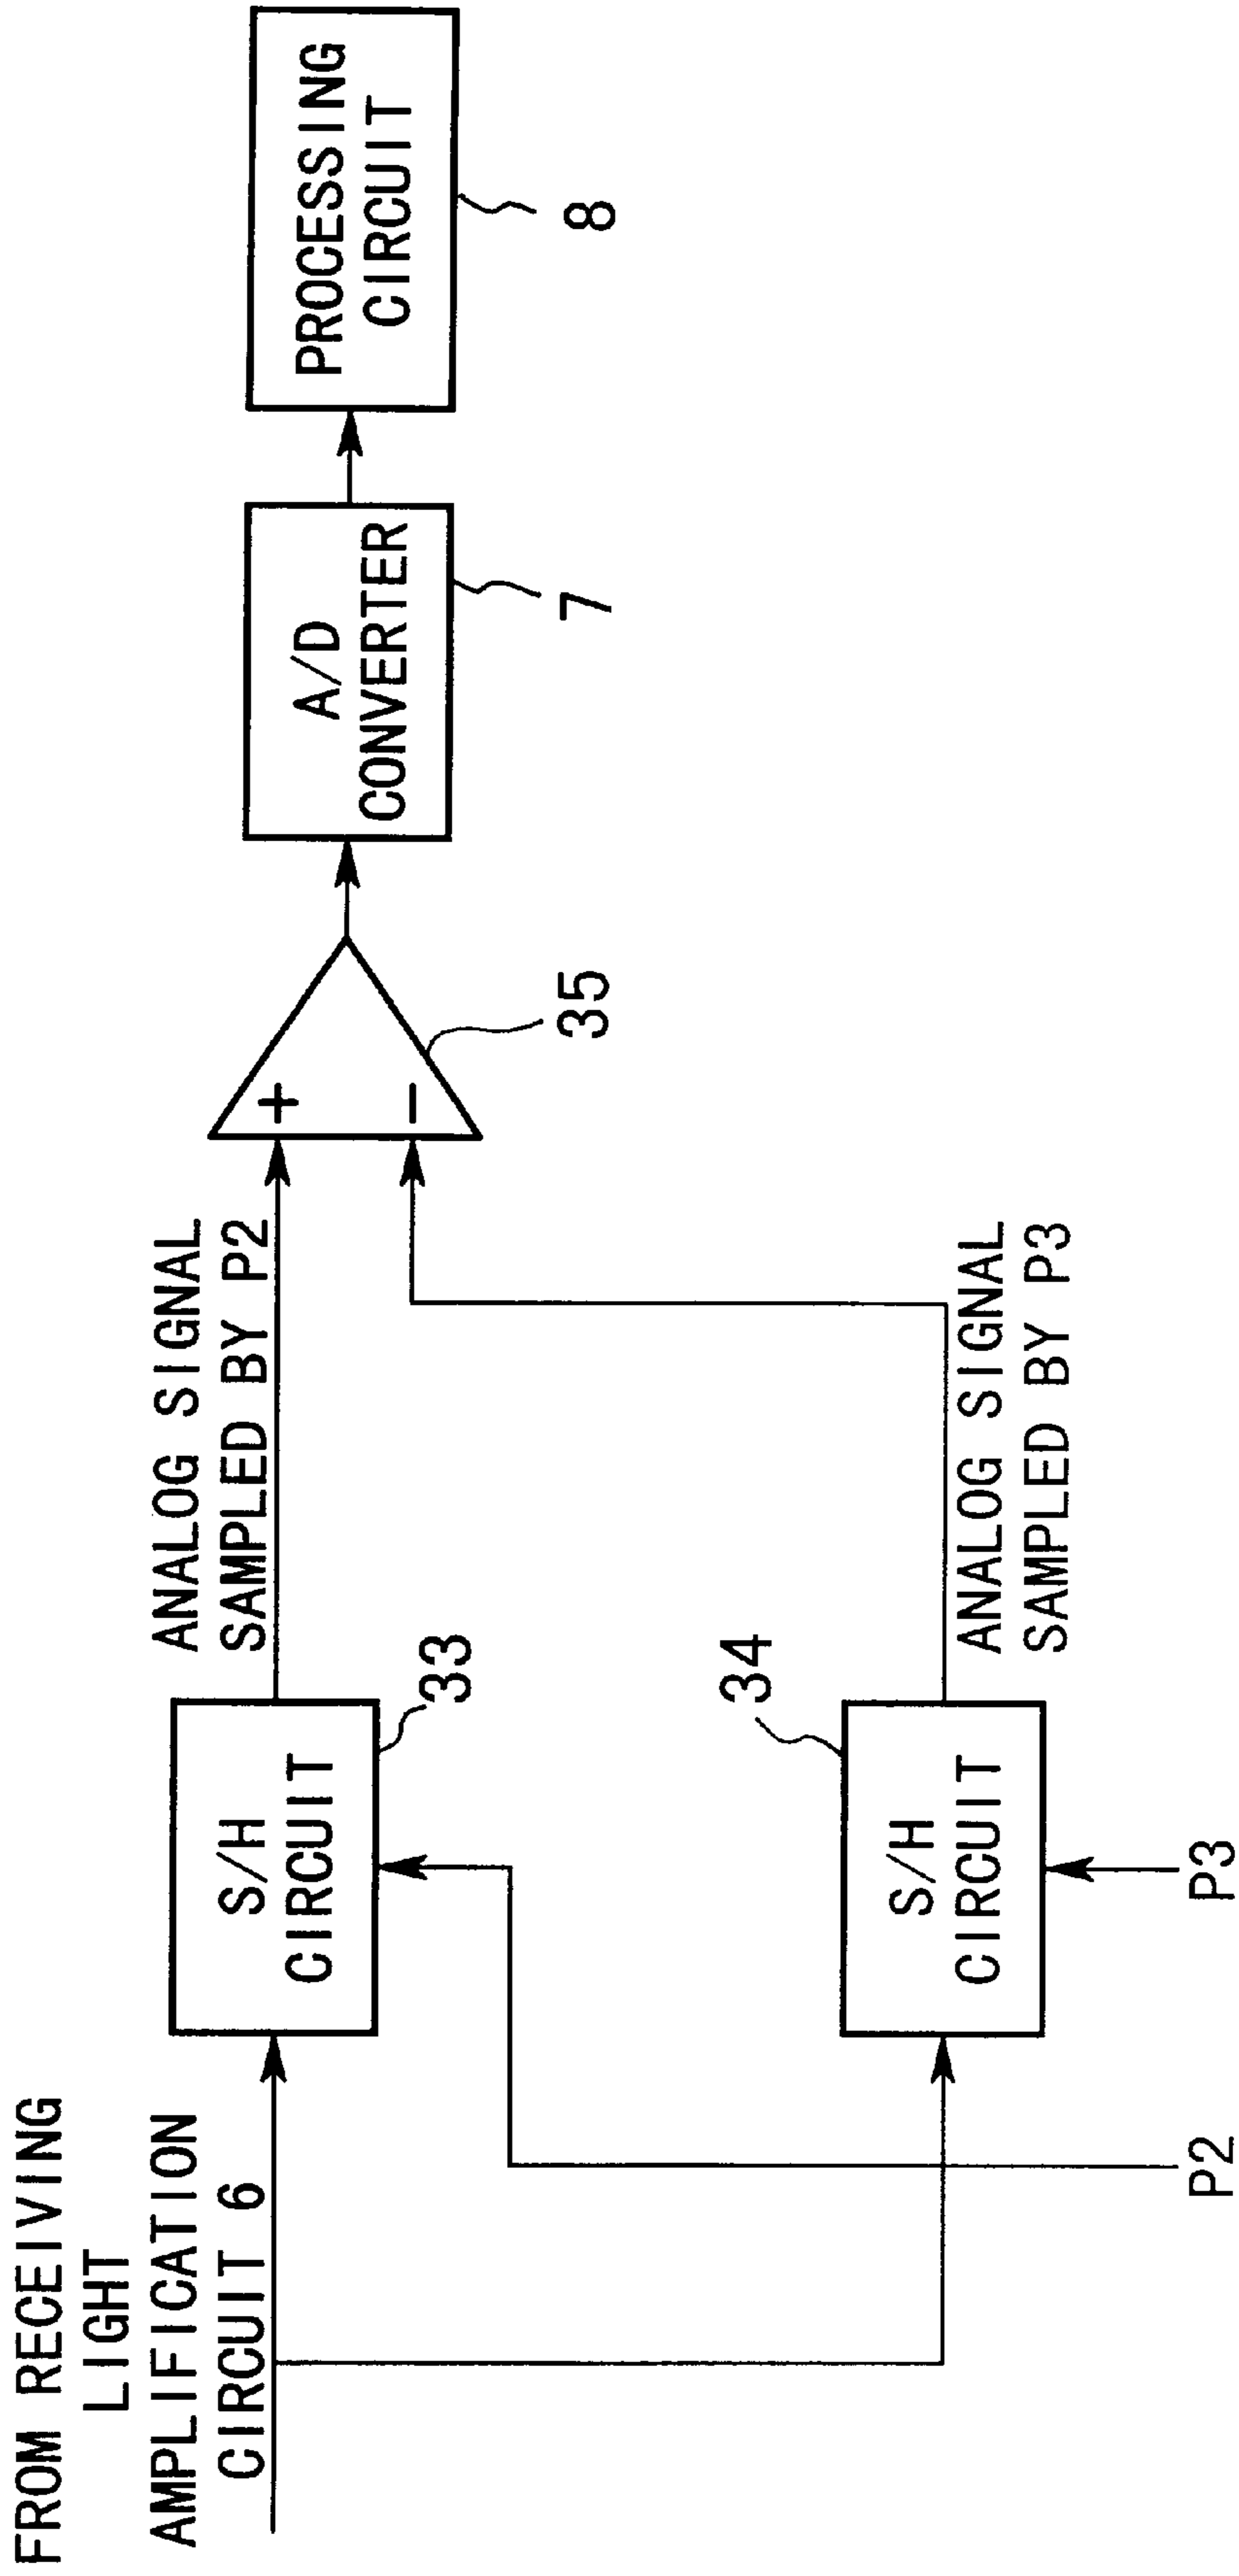 FROM RECEIVING
LIGHT
AMPLIFICATION
CIRCUIT 6
S/H
CIRCUIT
33
ANALOG SIGNAL
SAMPLED BY P2
+
−
35
A/D
CONVERTER
7
PROCESSING
CIRCUIT
8
34
S/H
CIRCUIT
ANALOG SIGNAL
SAMPLED BY P3
P2
P3